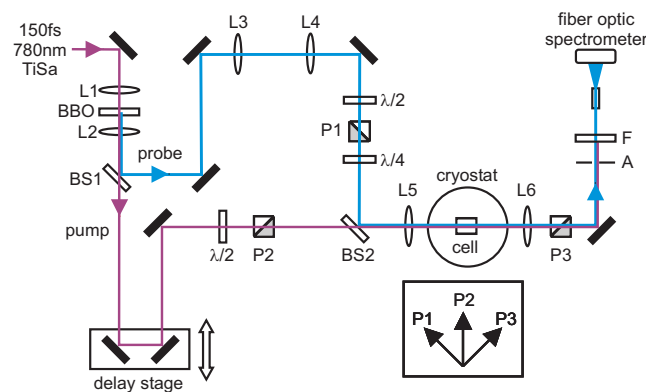 150fs
780nm
TiSa
L1
BBO
L2
BS1
probe
pump
L3
L4
λ/2
P1
λ/4
fiber optic
spectrometer
F
A
cryostat
L5
L6
cell
BS2
P3
λ/2
P2
P1
P2
P3
delay stage